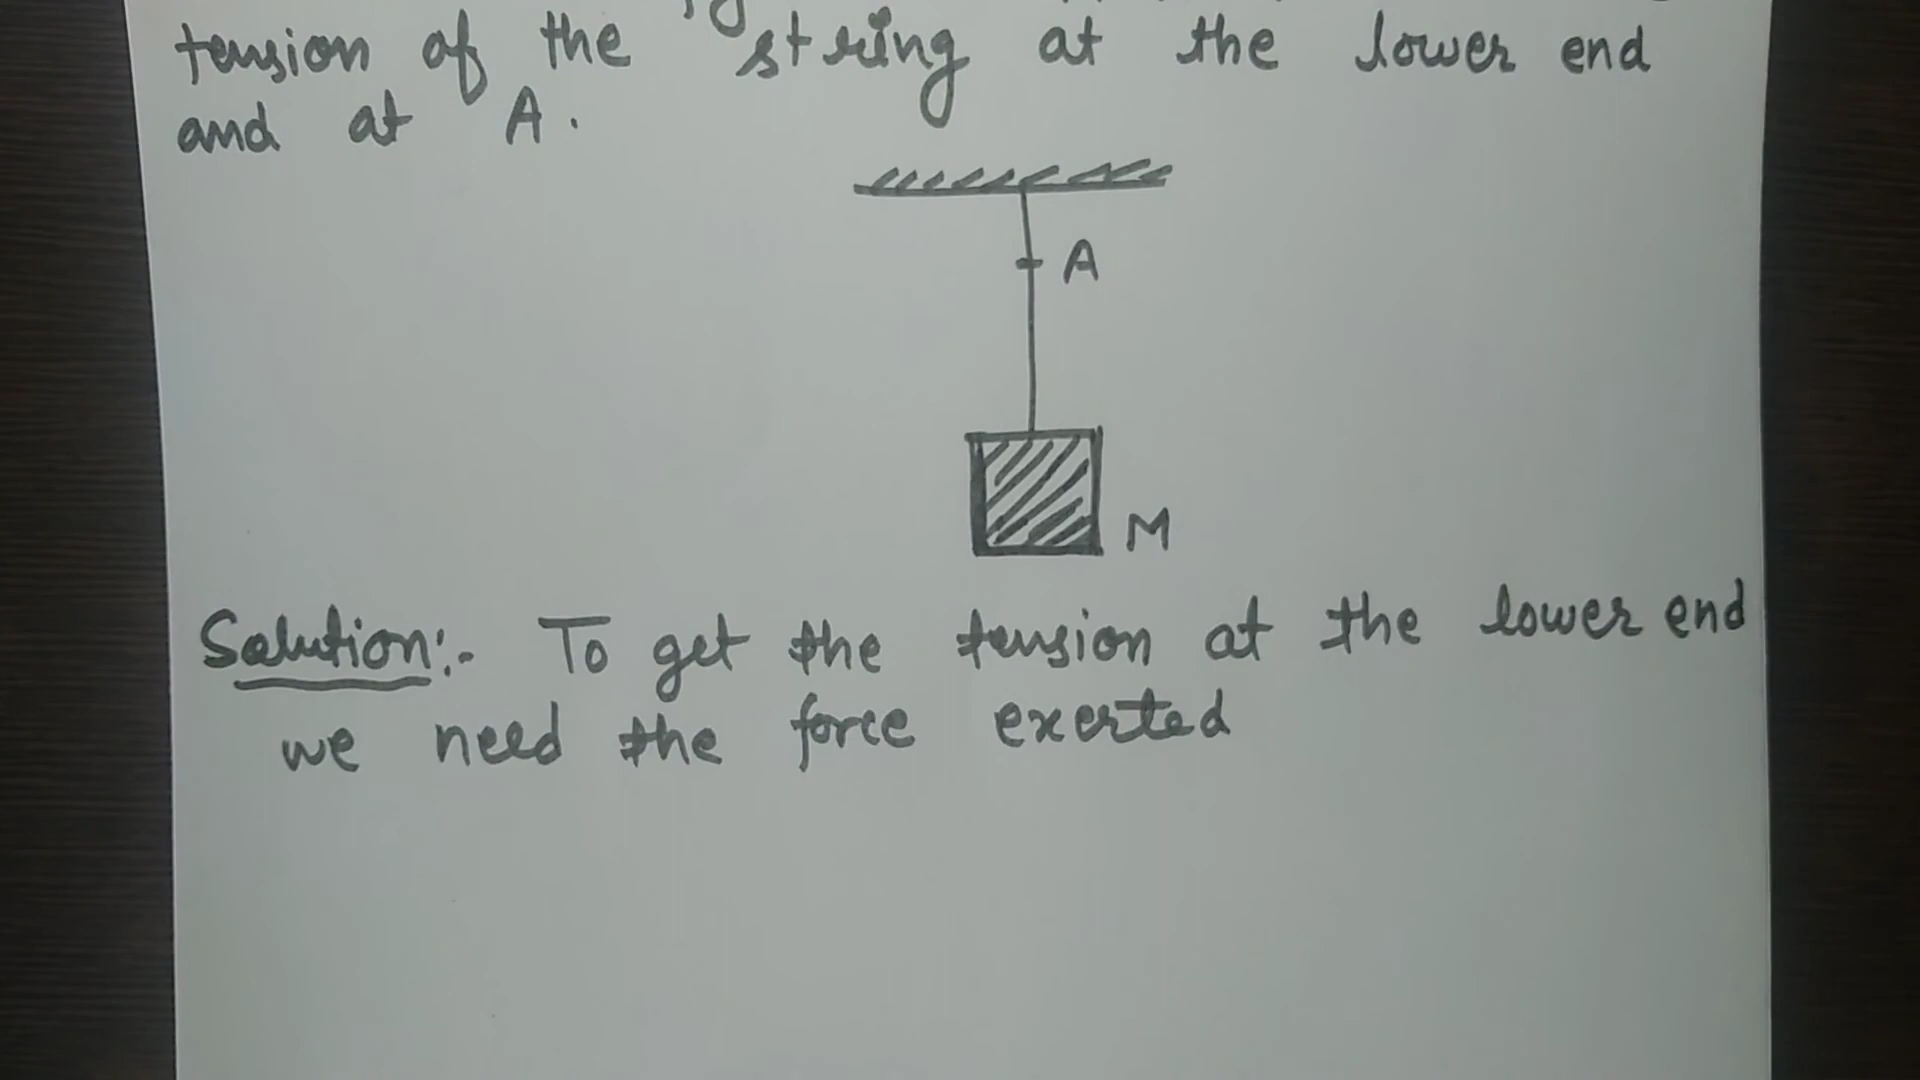 tension of the string at the lower end
and at A.
A
M
Solution:- To get the tension at the lower end
we need the force exerted